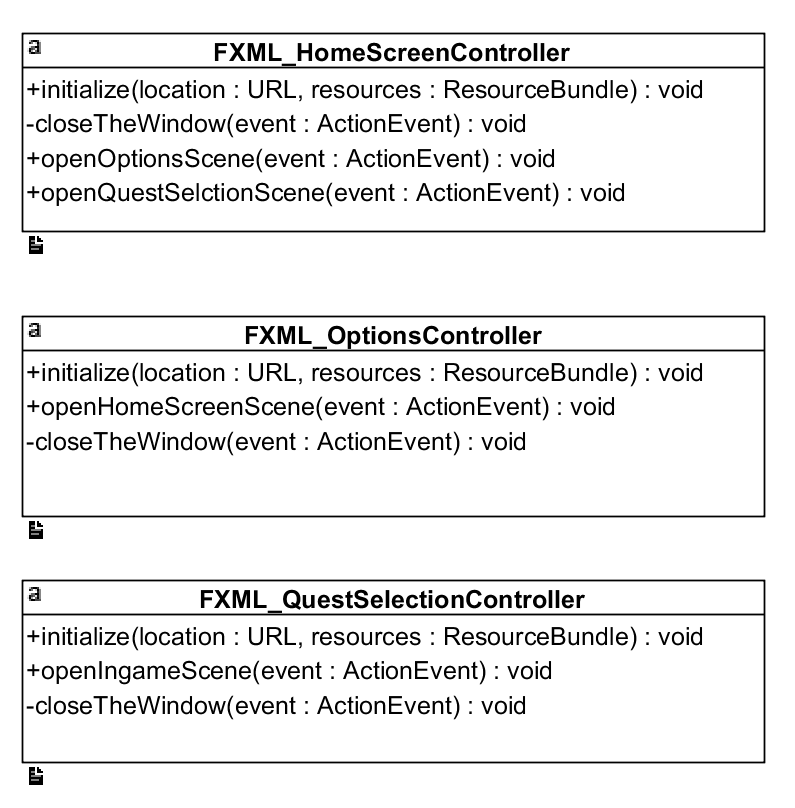 a
FXML_HomeScreenController
+initialize(location : URL, resources : ResourceBundle) : void
-closeTheWindow(event : ActionEvent) : void
+openOptionsScene(event : ActionEvent) : void
+openQuestSelctionScene(event : ActionEvent) : void
a
FXML_OptionsController
+initialize(location : URL, resources : ResourceBundle) : void
+openHomeScreenScene(event : ActionEvent) : void
-closeTheWindow(event : ActionEvent) : void
a
FXML_QuestSelectionController
+initialize(location : URL, resources : ResourceBundle) : void
+openIngameScene(event : ActionEvent) : void
-closeTheWindow(event : ActionEvent) : void